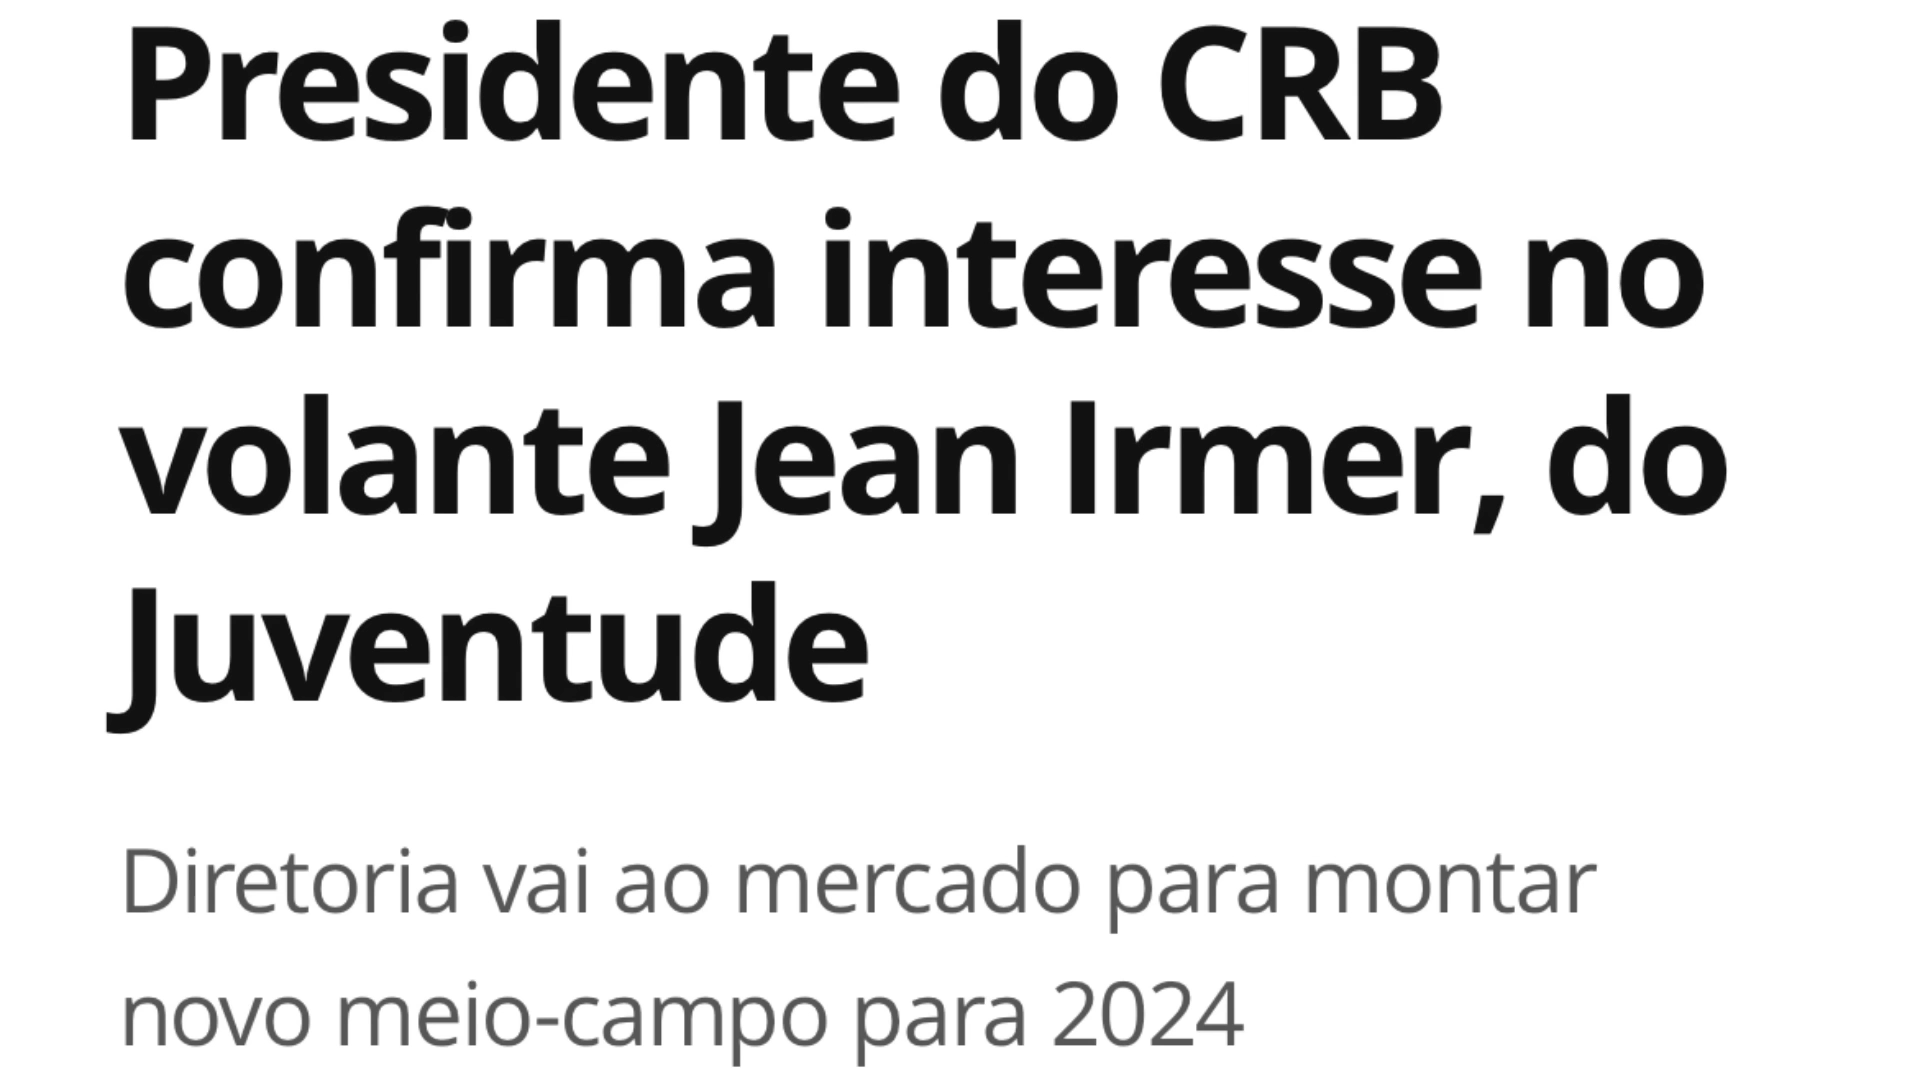 Presidente do CRB
confirma interesse no
volante Jean Irmer, do
Juventude
Diretoria vai ao mercado para montar
novo meio-campo para 2024